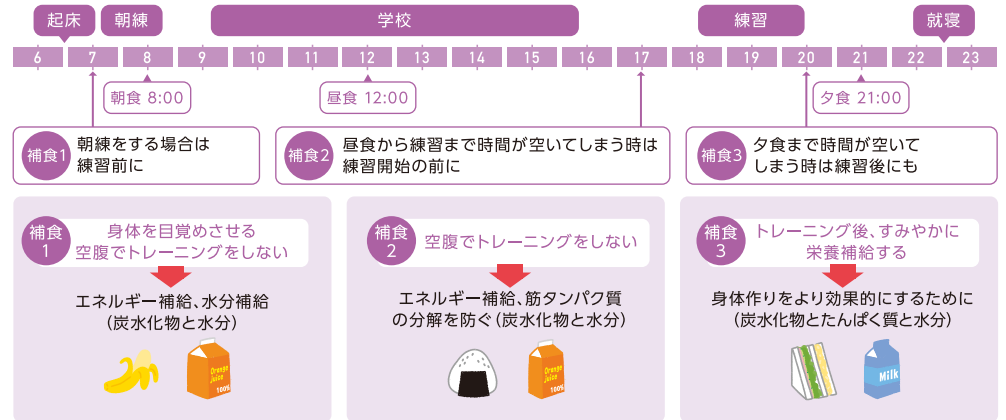 起床
朝練
学校
練習
就寝
6 7 8 9 10 11 12 13 14 15 16 17 18 19 20 21 22 23
朝食 8:00
昼食 12:00
夕食 21:00
補食1
朝練をする場合は
練習前に
補食2
昼食から練習まで時間が空いてしまう時は
練習開始の前に
補食3
夕食まで時間が空いて
しまう時は練習後にも
補食
1
身体を目覚めさせる
空腹でトレーニングをしない
エネルギー補給、水分補給
(炭水化物と水分)
Orange
Juice
100%
補食
2
空腹でトレーニングをしない
エネルギー補給、筋タンパク質
の分解を防ぐ(炭水化物と水分)
Orange
Juice
100%
補食
3
トレーニング後、すみやかに
栄養補給する
身体作りをより効果的にするために
(炭水化物とたんぱく質と水分)
Milk